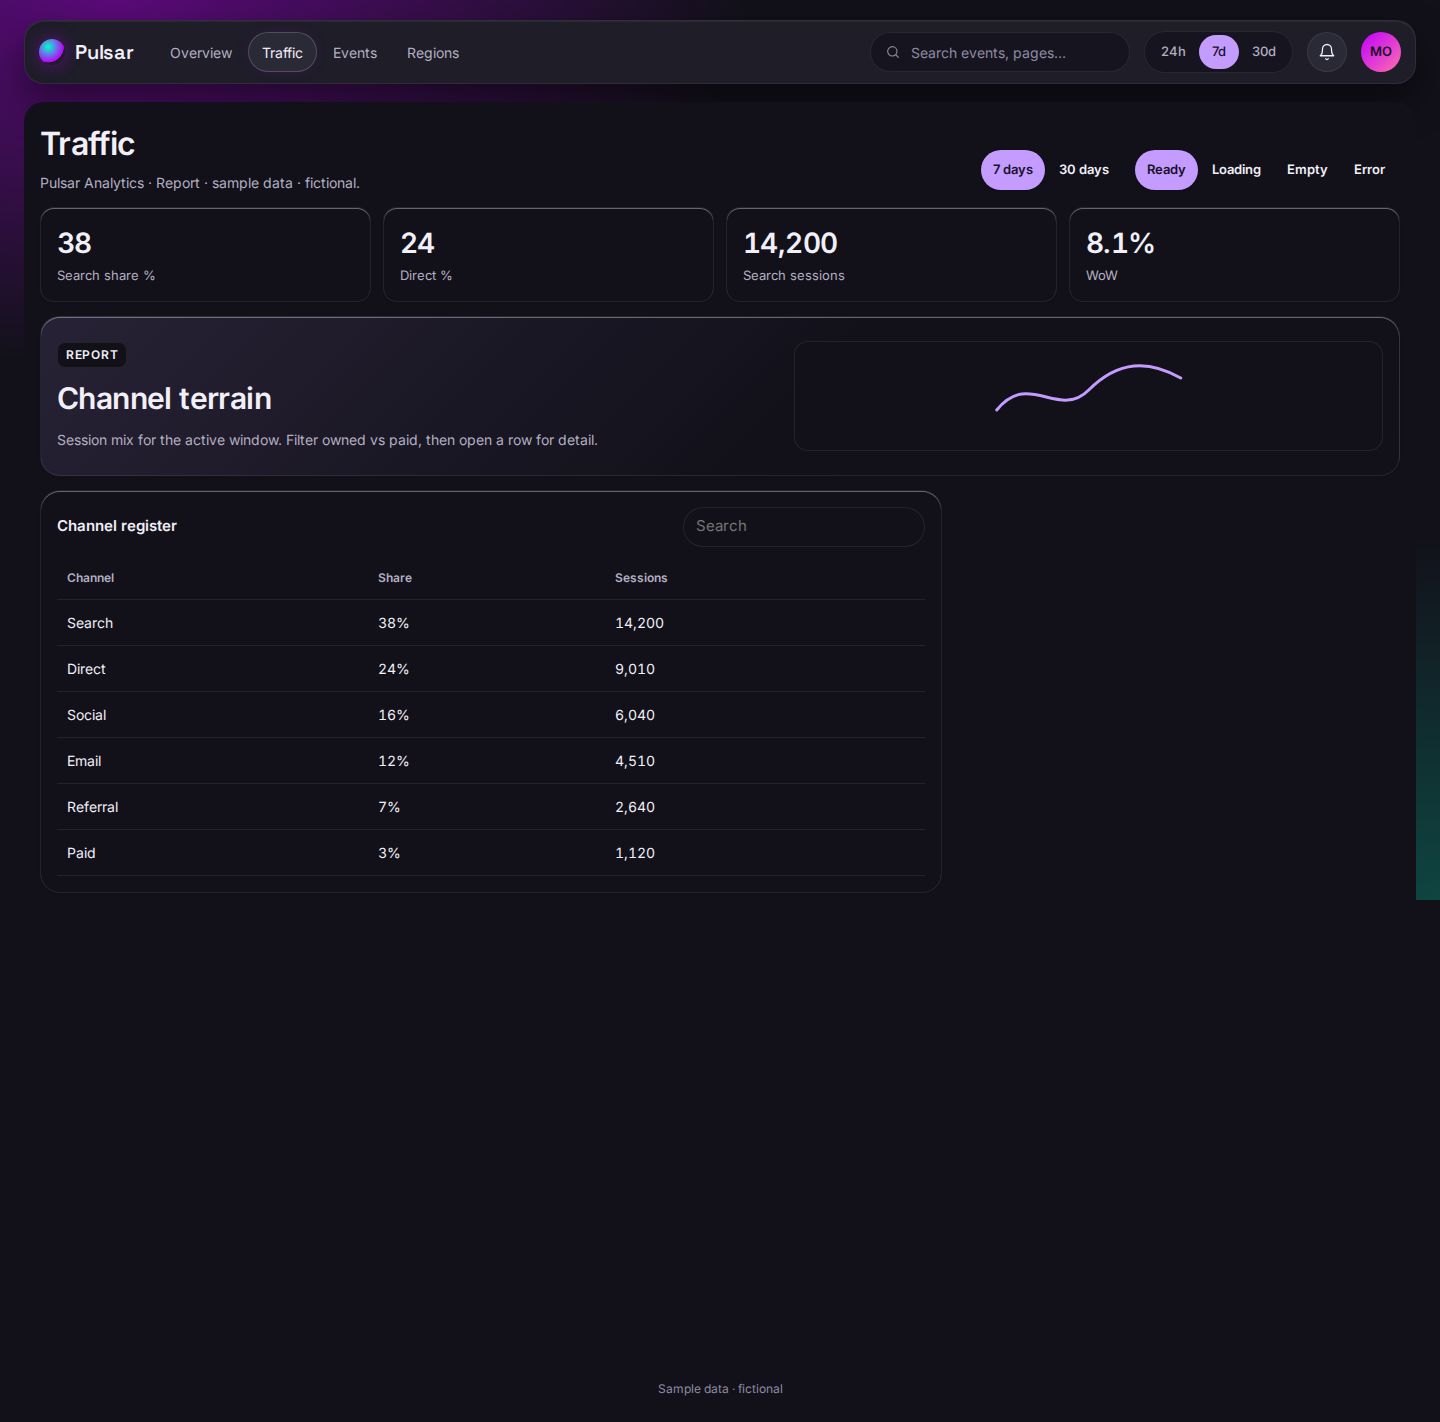 Pulsar
Overview Traffic Events Regions
Search events, pages...
24h 7d 30d
MO
Traffic
Pulsar Analytics · Report · sample data · fictional.
7 days 30 days Ready Loading Empty Error
38
Search share %
24
Direct %
14,200
Search sessions
8.1%
WoW
REPORT
Channel terrain
Session mix for the active window. Filter owned vs paid, then open a row for detail.
Channel register
Search
Channel Share Sessions
Search 38% 14,200
Direct 24% 9,010
Social 16% 6,040
Email 12% 4,510
Referral 7% 2,640
Paid 3% 1,120
Sample data · fictional